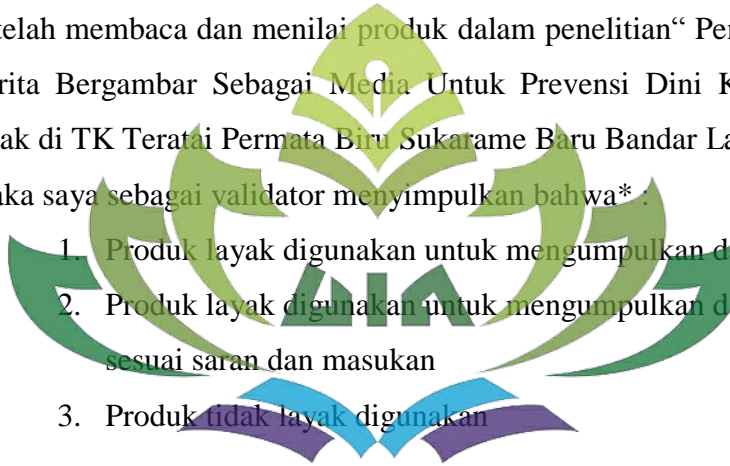 telah membaca dan menilai produk dalam penelitian“ Per
rita Bergambar Sebagai Media Untuk Prevensi Dini K
ak di TK Teratai Permata Biru Sukarame Baru Bandar La
aka saya sebagai validator menyimpulkan bahwa* :
1. Produk layak digunakan untuk mengumpulkan d
2. Produk layak digunakan untuk mengumpulkan d
sesuai saran dan masukan
3. Produk tidak layak digunakan